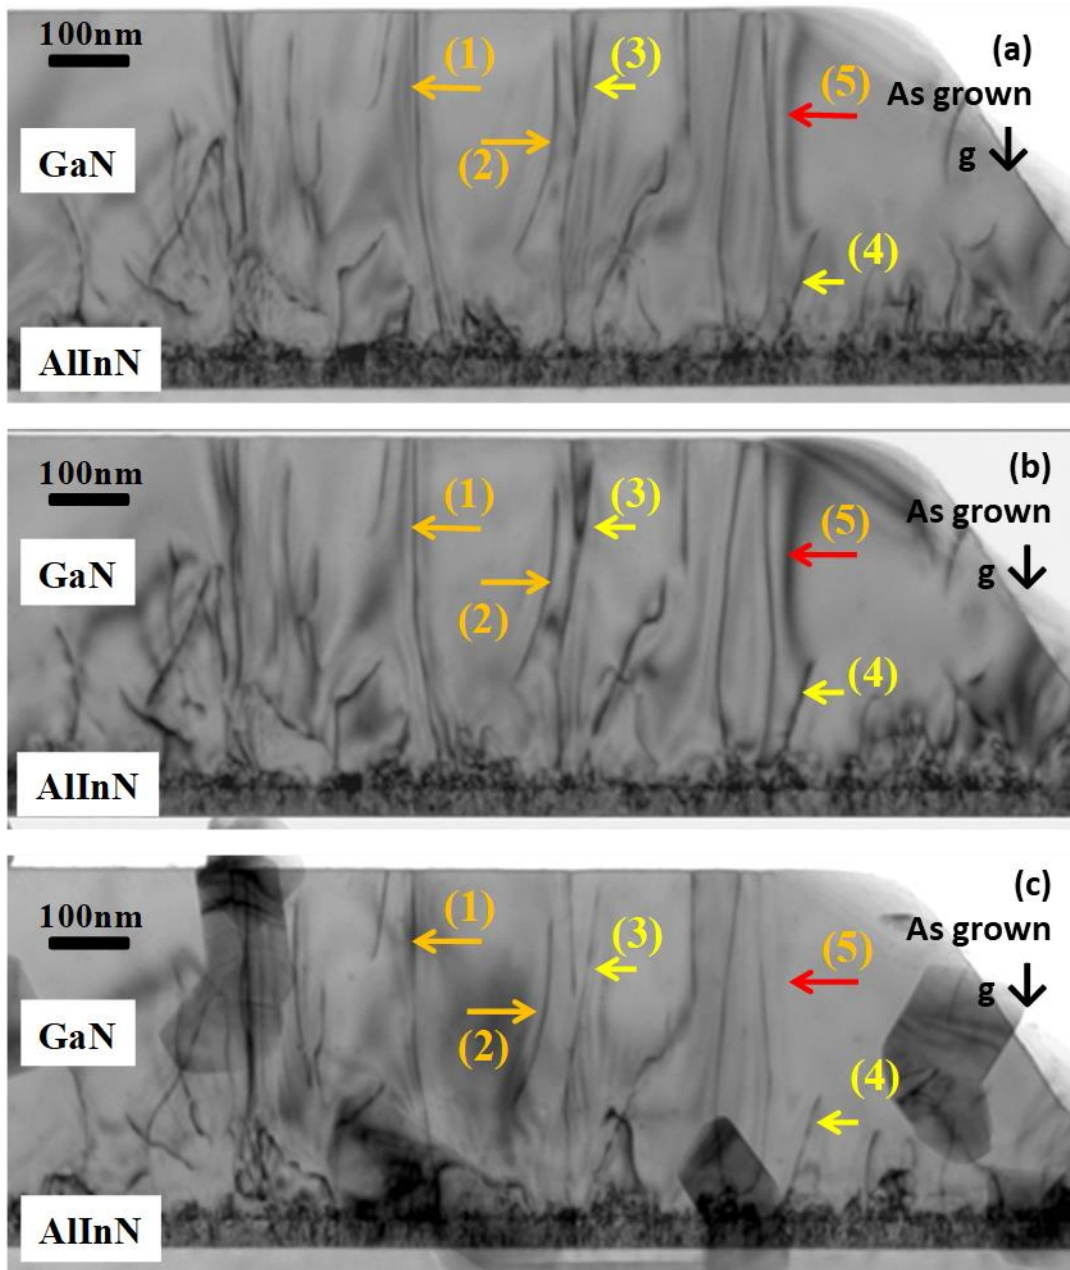 100nm
(1)
(3)
(a)
(5)
As grown
GaN
(2)
g
(4)
AlInN
100nm
(b)
(1)
(3)
(5)
As grown
GaN
g
(2)
(4)
AlInN
100nm
(c)
(1)
(3)
As grown
(5)
g
GaN
(2)
(4)
AlInN